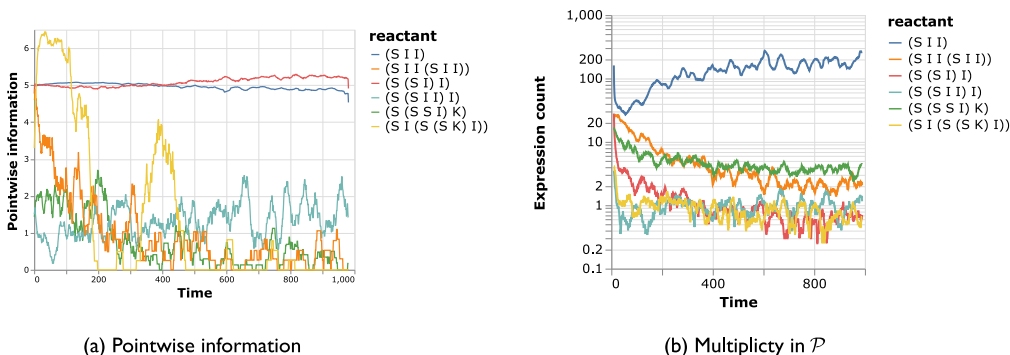 reactant
(S I I)
(S I I (S I I))
(S (S I) I)
(S (S I I) I)
(S (S S I) K)
(S I (S (S K) I))
Pointwise information
6
5
4
3
2
1
0
0
200
400
600
800
1,000
Time
(a) Pointwise information
reactant
(S I I)
(S I I (S I I))
(S (S I) I)
(S (S I I) I)
(S (S S I) K)
(S I (S (S K) I))
Expression count
1,000
200
100
20
10
2
1
0.2
0.1
0
400
800
Time
(b) Multiplicty in 𝒫